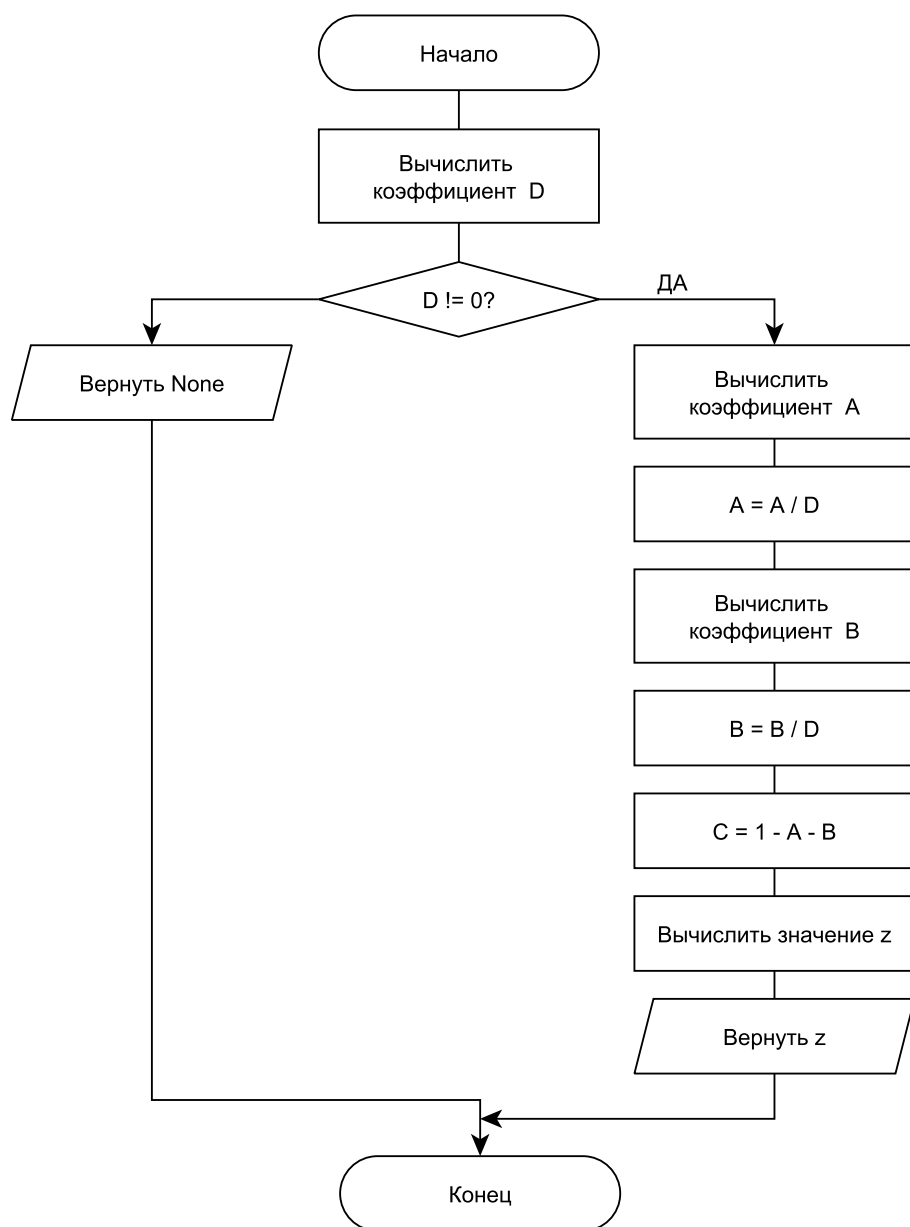 Начало
Вычислить
коэффициент D
D != 0?
ДА
Вернуть None
Вычислить
коэффициент A
A = A / D
Вычислить
коэффициент B
B = B / D
C = 1 - A - B
Вычислить значение z
Вернуть z
Конец